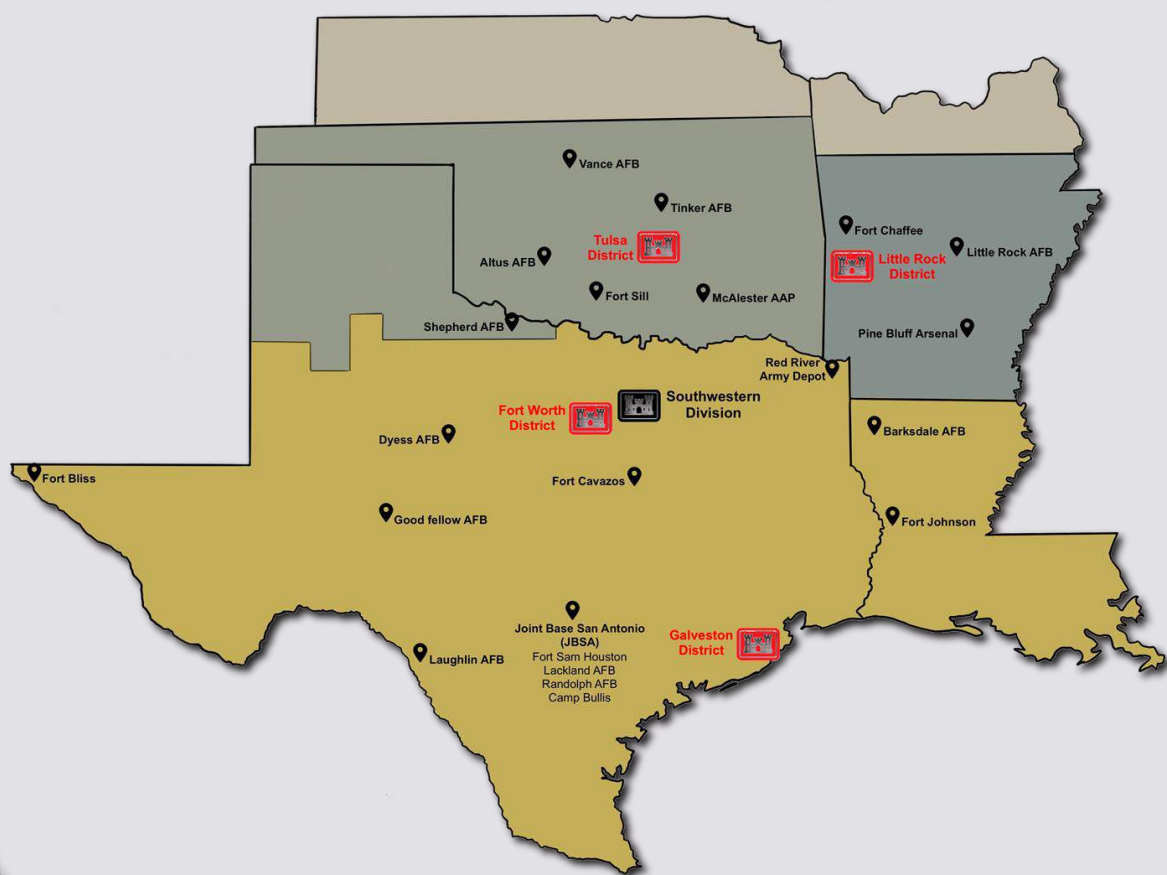 Vance AFB
Tinker AFB
Tulsa
District
Altus AFB
Fort Sill
McAlester AAP
Shepherd AFB
Fort Chaffee
Little Rock AFB
Little Rock
District
Pine Bluff Arsenal
Red River
Army Depot
Southwestern
Division
Fort Worth
District
Dyess AFB
Barksdale AFB
Fort Bliss
Fort Cavazos
Good fellow AFB
Fort Johnson
Joint Base San Antonio
(JBSA)
Fort Sam Houston
Lackland AFB
Randolph AFB
Camp Bullis
Laughlin AFB
Galveston
District